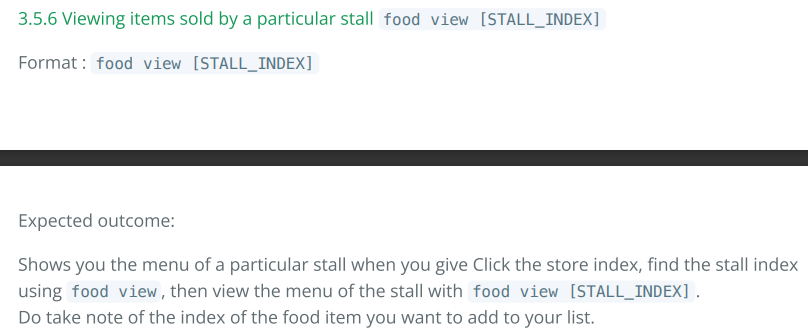 3.5.6 Viewing items sold by a particular stall food view [STALL_INDEX]
Format : food view [STALL_INDEX]
Expected outcome:
Shows you the menu of a particular stall when you give Click the store index, find the stall index
using food view , then view the menu of the stall with food view [STALL_INDEX] .
Do take note of the index of the food item you want to add to your list.